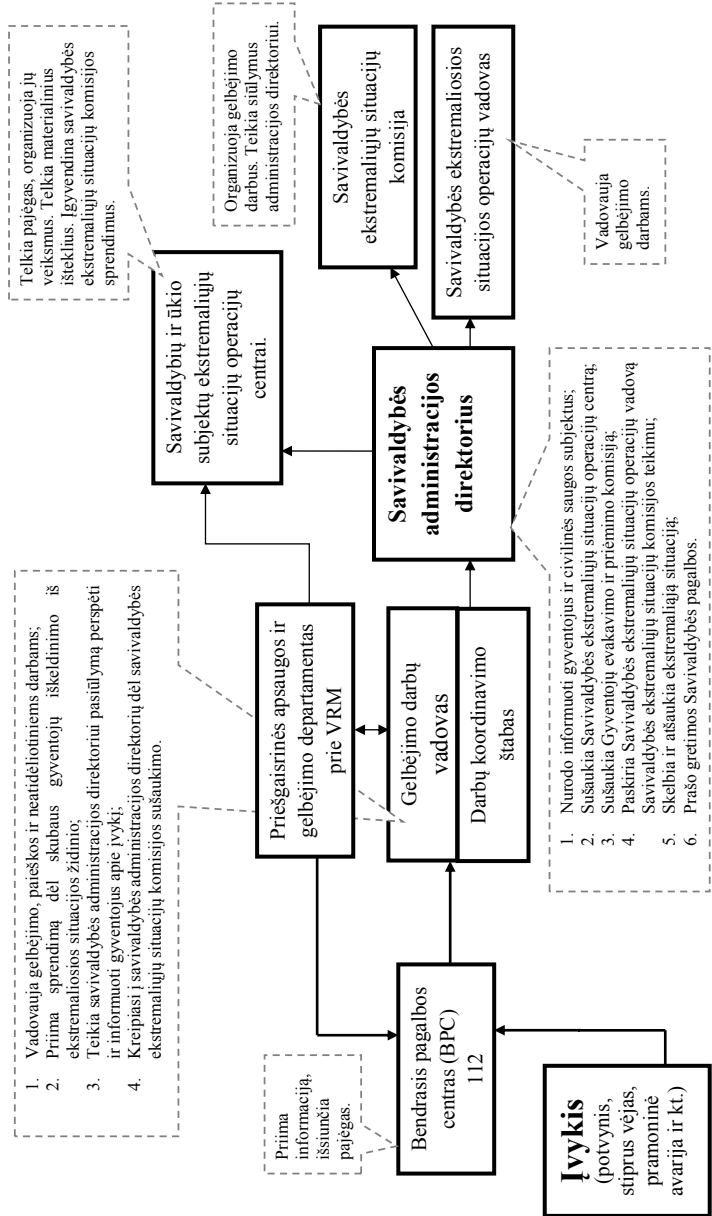 Priima
informaciją,
išsiunčia
pajėgas.
Įvykis
(potvynis,
stiprus vėjas,
pramoninė
avarija ir kt.)
Bendrasis pagalbos
centras (BPC)
112
1. Vadovauja gelbėjimo, paieškos ir neatidėliotiniems darbams;
2. Priima sprendimą dėl skubaus gyventojų iškeldinimo iš
ekstremaliosios situacijos židinio;
3. Teikia savivaldybės administracijos direktoriui pasiūlymą perspėti
ir informuoti gyventojus apie įvykį;
4. Kreipiasi į savivaldybės administracijos direktorių dėl savivaldybės
ekstremaliųjų situacijų komisijos sušaukimo.
Priešgaisrinės apsaugos ir
gelbėjimo departamentas
prie VRM
Gelbėjimo darbų
vadovas
Darbų koordinavimo
štabas
Savivaldybės
administracijos
direktorius
1. Nurodo informuoti gyventojus ir civilinės saugos subjektus;
2. Sušaukia Savivaldybės ekstremaliųjų situacijų operacijų centrą;
3. Sušaukia Gyventojų evakavimo ir priėmimo komisiją;
4. Paskiria Savivaldybės ekstremaliųjų situacijų operacijų vadovą
Savivaldybės ekstremaliųjų situacijų komisijos teikimu;
5. Skelbia ir atšaukia ekstremaliąją situaciją;
6. Prašo gretimos Savivaldybės pagalbos.
Savivaldybių ir ūkio
subjektų ekstremaliųjų
situacijų operacijų
centrai.
Telkia pajėgas, organizuoja jų
veiksmus. Telkia materialinius
išteklius. Įgyvendina savivaldybės
ekstremaliųjų situacijų komisijos
sprendimus.
Organizuoja gelbėjimo
darbus. Teikia siūlymus
administracijos direktoriui.
Savivaldybės
ekstremaliųjų situacijų
komisija
Savivaldybės ekstremaliosios
situacijos operacijų vadovas
Vadovauja
gelbėjimo
darbams.